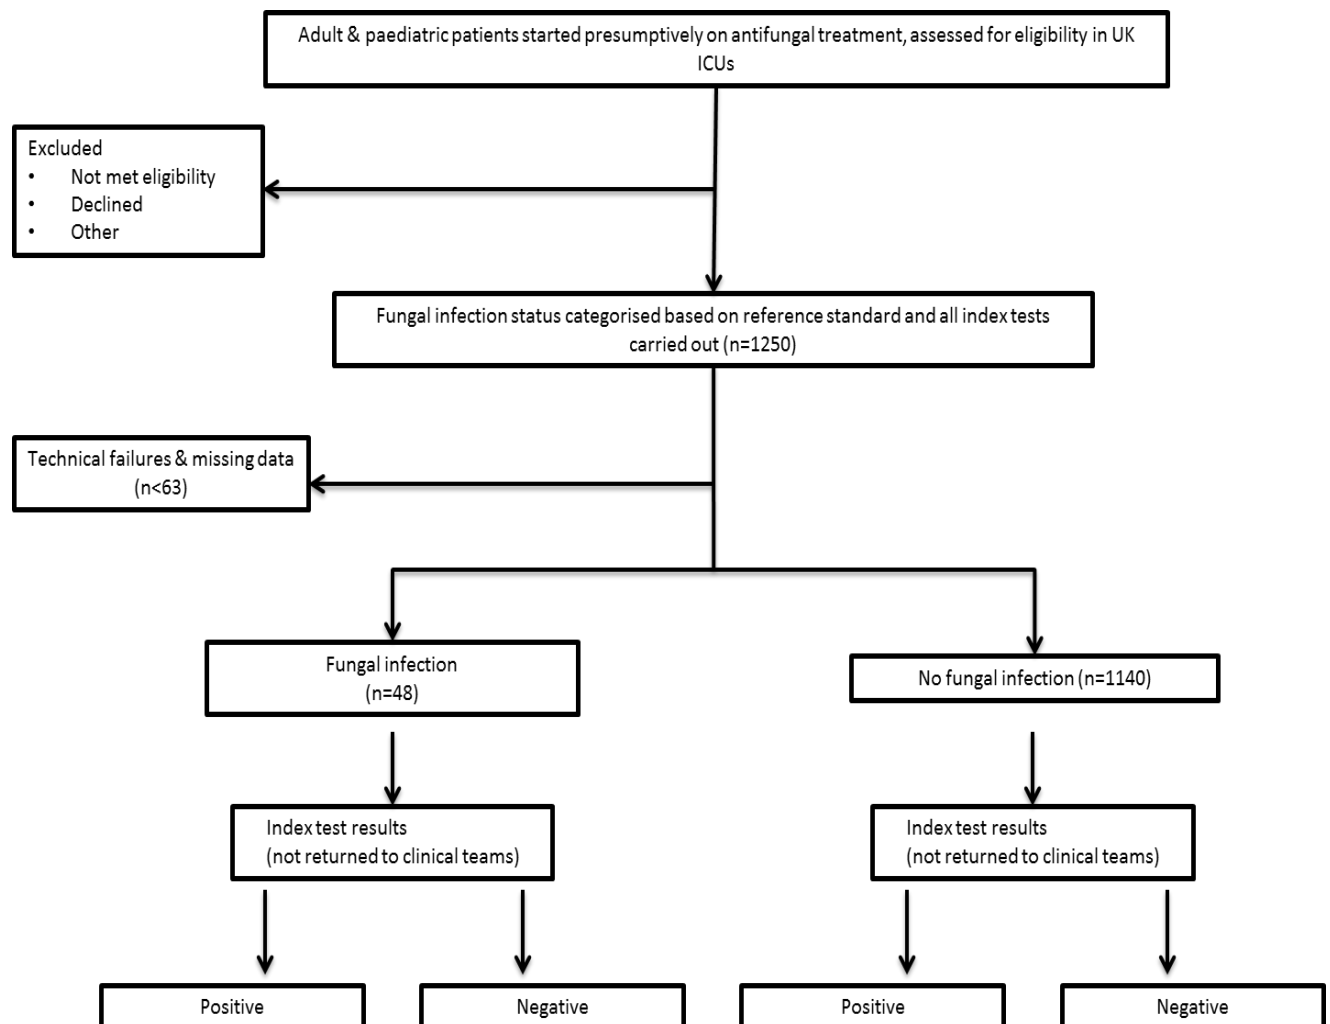 Adult & paediatric patients started presumptively on antifungal treatment, assessed for eligibility in UK
ICUs
Excluded
• Not met eligibility
• Declined
• Other
Fungal infection status categorised based on reference standard and all index tests
carried out (n=1250)
Technical failures & missing data
(n<63)
Fungal infection
(n=48)
No fungal infection (n=1140)
Index test results
(not returned to clinical teams)
Index test results
(not returned to clinical teams)
Positive
Negative
Positive
Negative